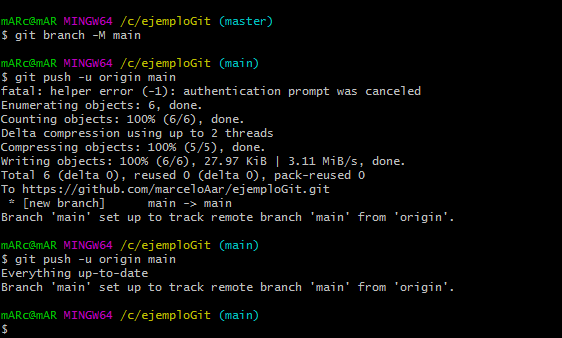 mARc@mAR MINGW64 /c/ejemploGit (master)
$ git branch -M main
mARc@mAR MINGW64 /c/ejemploGit (main)
$ git push -u origin main
fatal: helper error (-1): authentication prompt was canceled
Enumerating objects: 6, done.
Counting objects: 100% (6/6), done.
Delta compression using up to 2 threads
Compressing objects: 100% (5/5), done.
Writing objects: 100% (6/6), 27.97 KiB | 3.11 MiB/s, done.
Total 6 (delta 0), reused 0 (delta 0), pack-reused 0
To https://github.com/marceloAar/ejemploGit.git
 * [new branch]      main -> main
Branch 'main' set up to track remote branch 'main' from 'origin'.
mARc@mAR MINGW64 /c/ejemploGit (main)
$ git push -u origin main
Everything up-to-date
Branch 'main' set up to track remote branch 'main' from 'origin'.
mARc@mAR MINGW64 /c/ejemploGit (main)
$